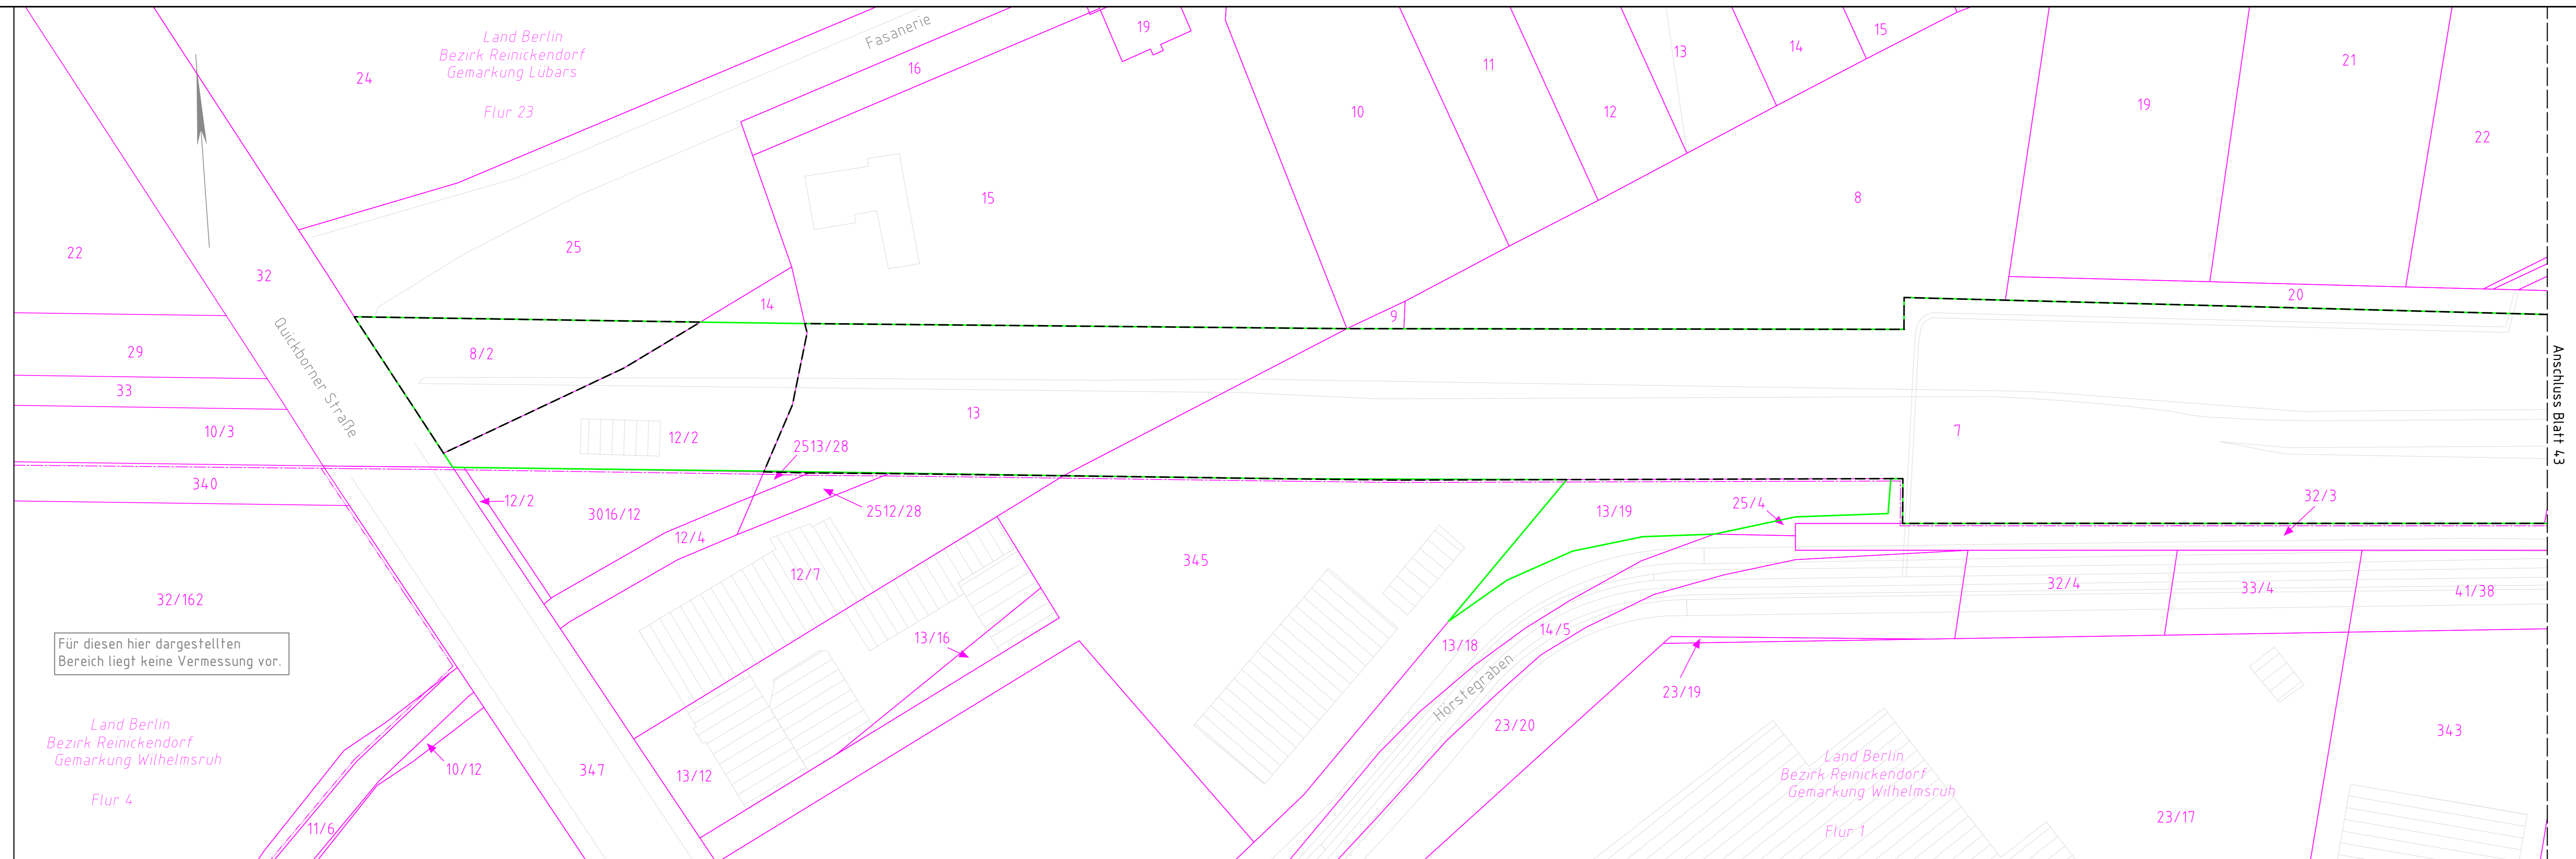 Land Berlin
Bezirk Reinickendorf
Gemarkung Lübars
Flur 23
Fasanerie
24
16
19
11
13
14
15
21
10
12
19
22
15
8
25
22
32
14
9
20
Quickborner Straße
29
8/2
33
10/3
12/2
2513/28
13
7
Anschluss Blatt 43
340
12/2
3016/12
2512/28
12/4
13/19
25/4
32/3
345
12/7
32/162
32/4
33/4
41/38
Für diesen hier dargestellten
Bereich liegt keine Vermessung vor.
13/16
13/18
14/5
Hörstegraben
23/19
23/20
343
Land Berlin
Bezirk Reinickendorf
Gemarkung Wilhelmsruh
Flur 4
10/12
347
13/12
11/6
Land Berlin
Bezirk Reinickendorf
Gemarkung Wilhelmsruh
Flur 1
23/17